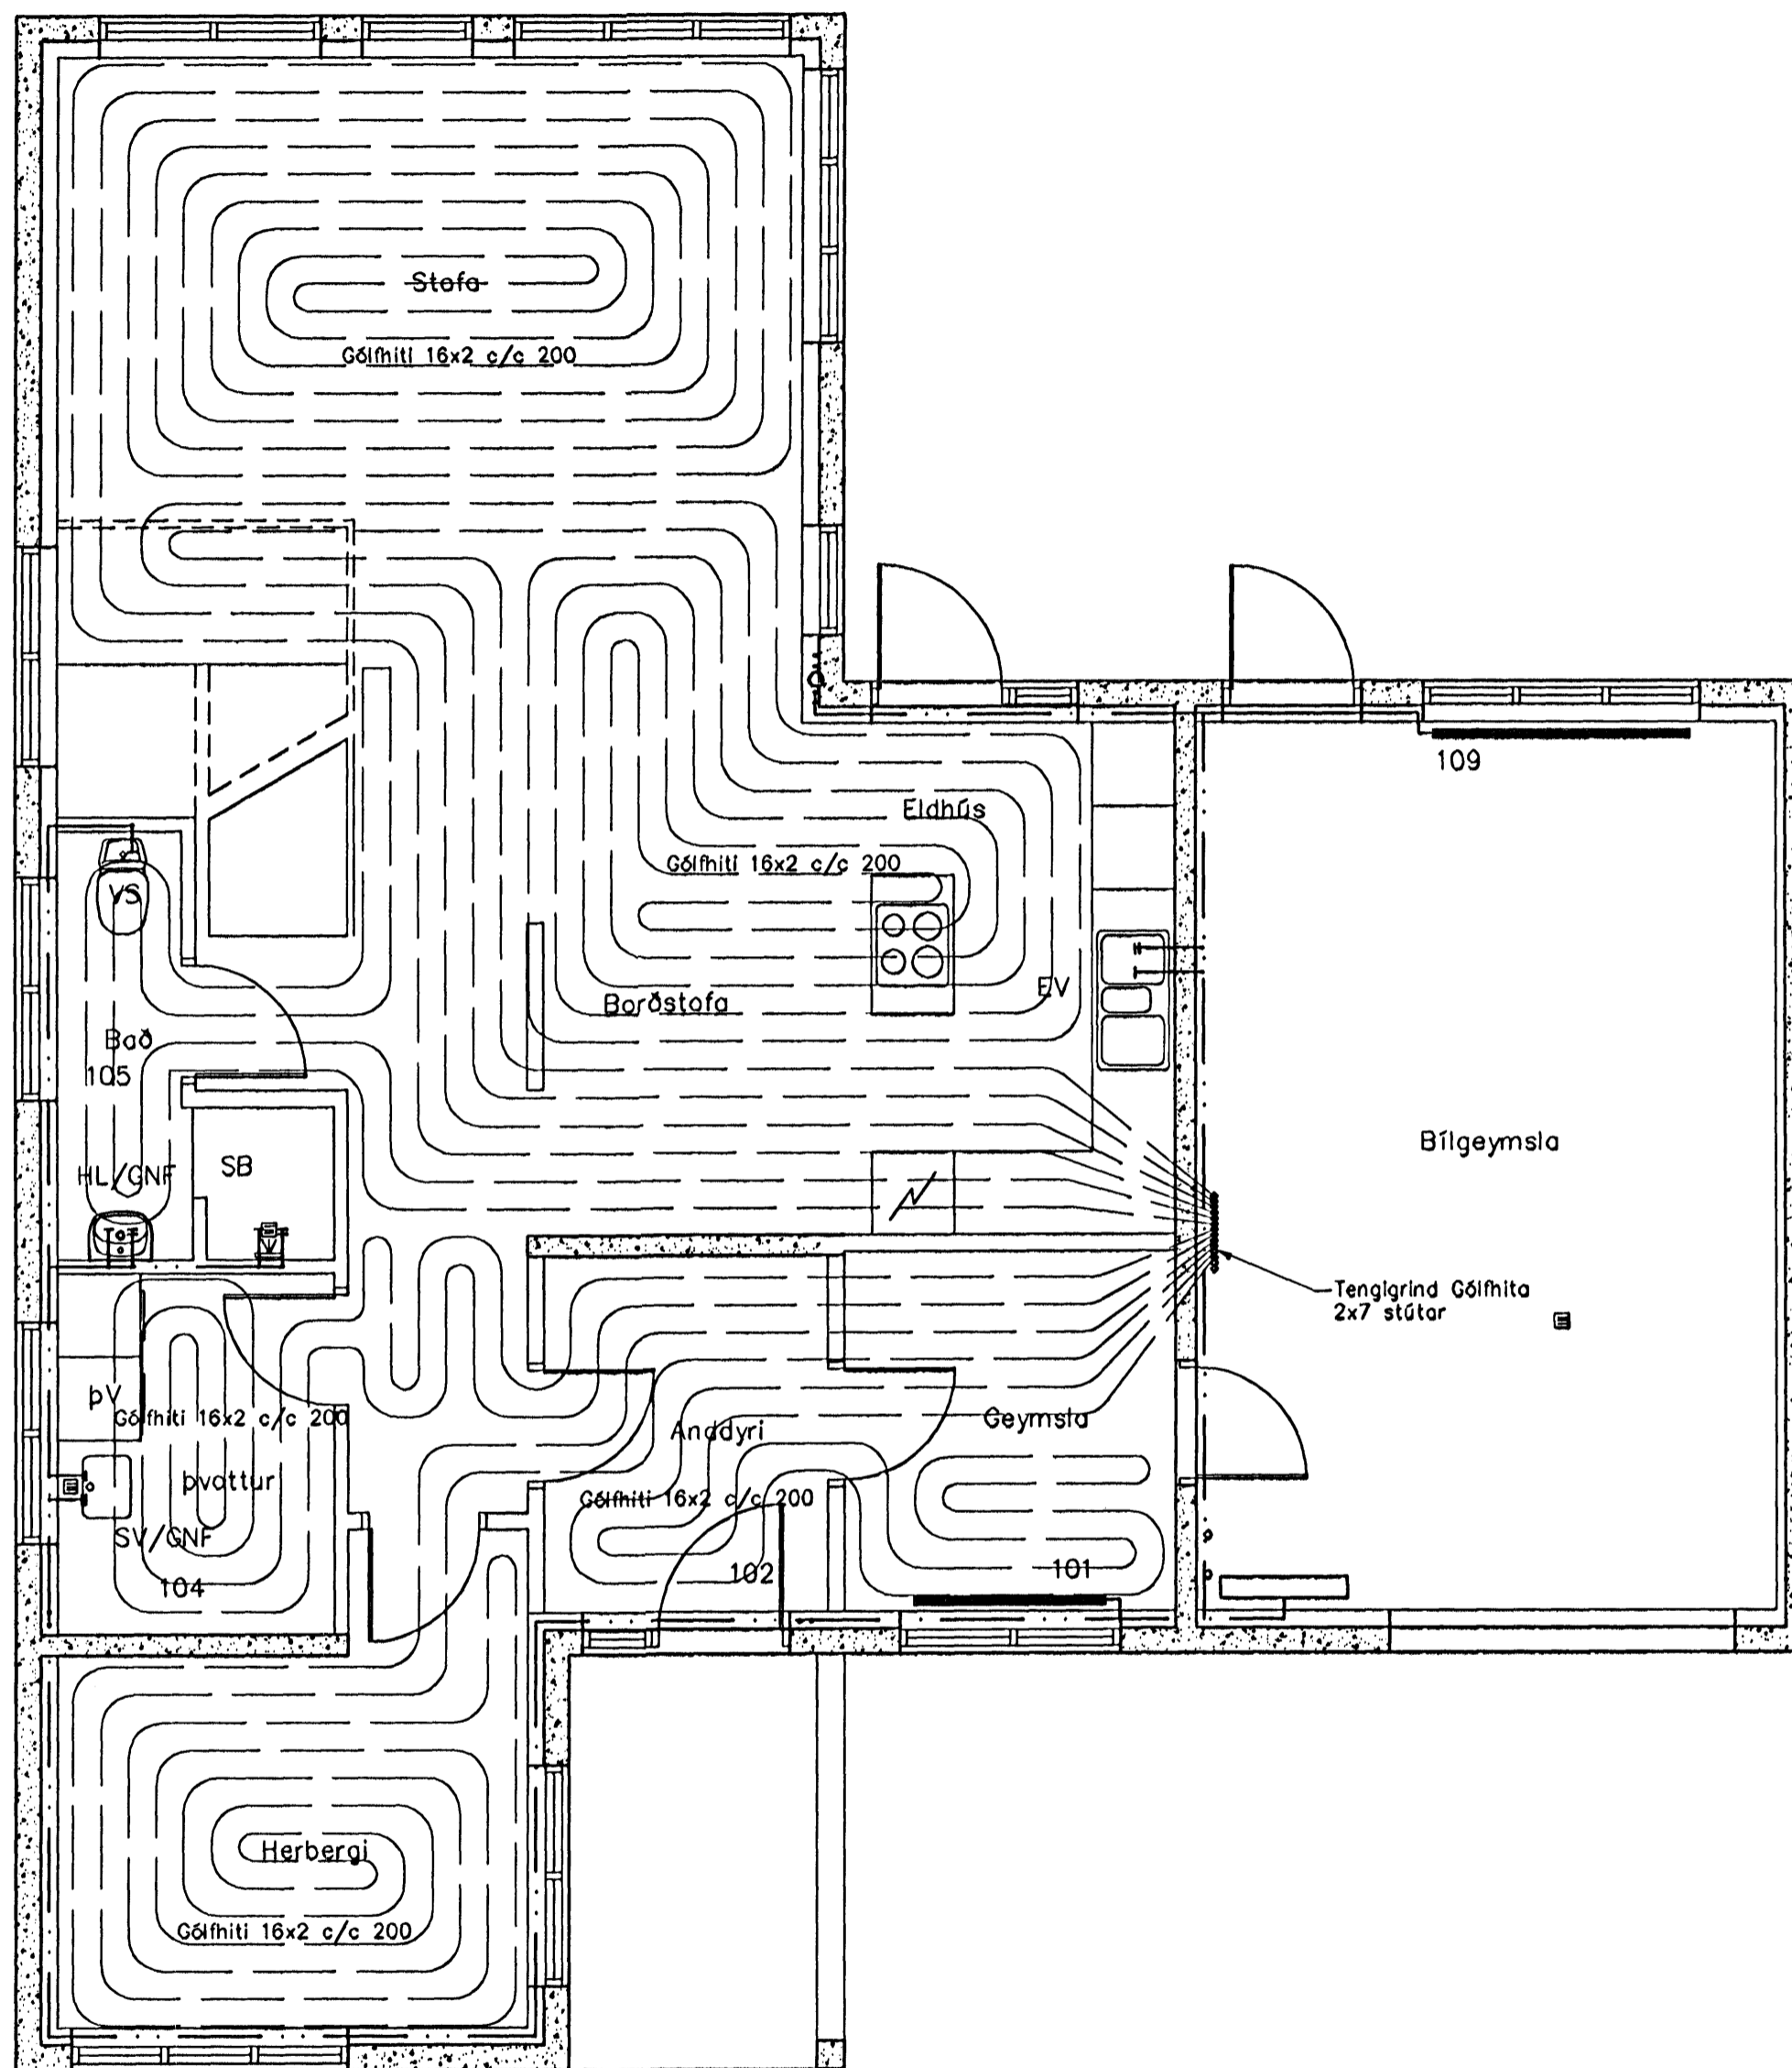 Stofa
Gólfhiti 16x2 c/c 200
109
Eldhús
Gólfhiti 16x2 c/c 200
VS
EV
Borðstofa
Bað
105
Bílgeymsla
HL/GNF
SB
Tengigrind Gólfhita
2x7 stútar
þV
Gólfhiti 16x2 c/c 200
Anddyri
Geymsla
þvottur
Gólfhiti 16x2 c/c 200
SV/GNF
104
102
101
Herbergi
Gólfhiti 16x2 c/c 200